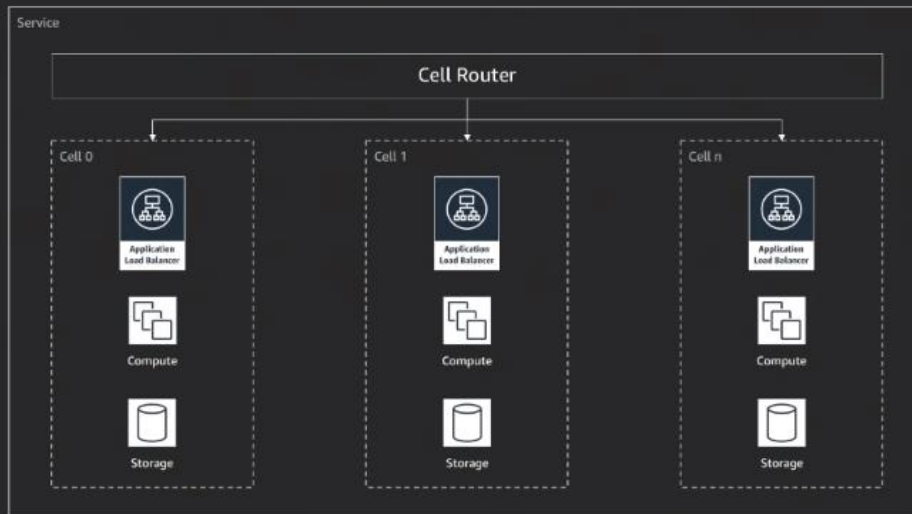 Service
Cell Router
Cell 0
Cell 1
Cell n
Application
Load Balancer
Application
Load Balancer
Application
Load Balancer
Compute
Compute
Compute
Storage
Storage
Storage